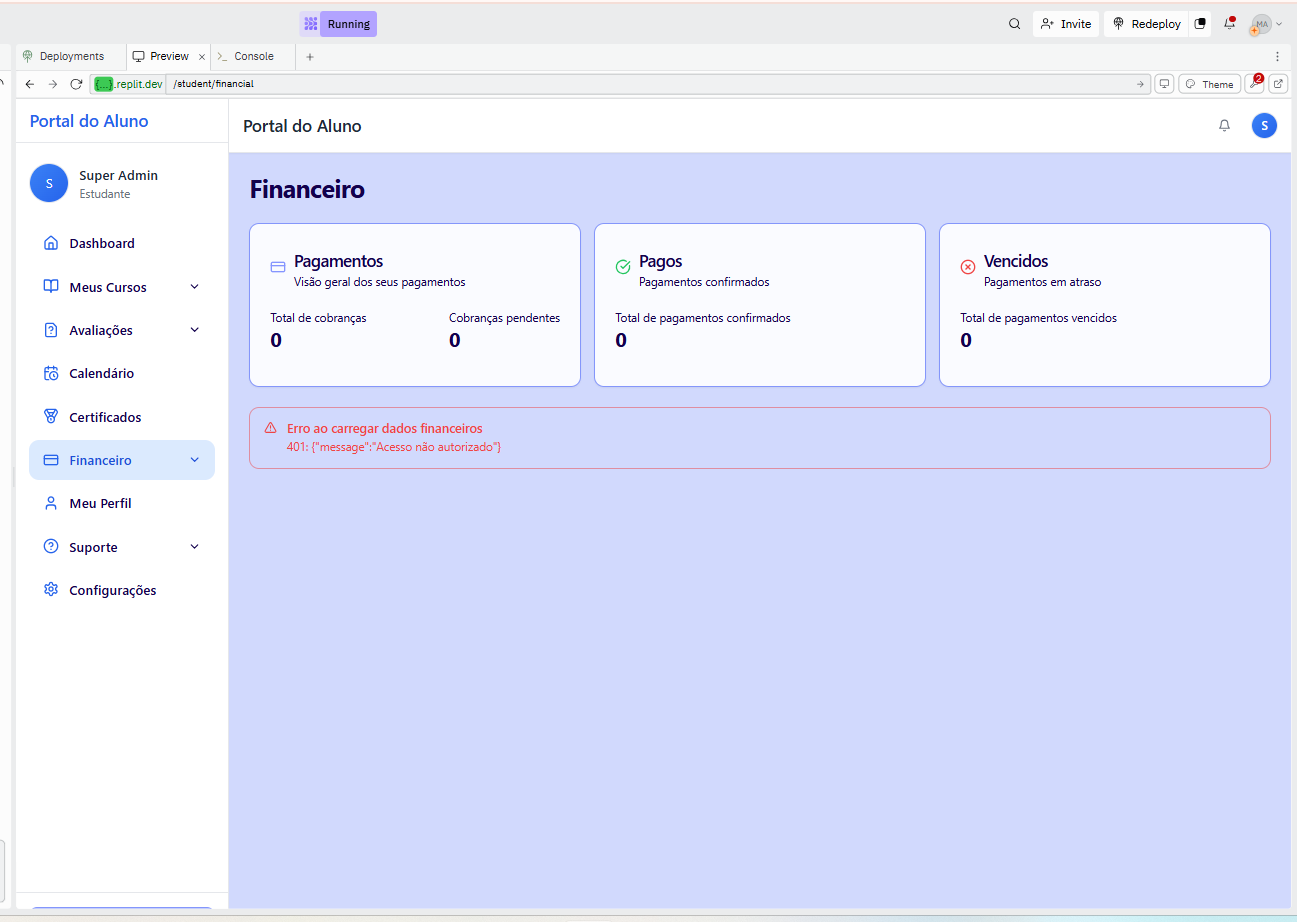 Running
Invite
Redeploy
MA
Deployments
Preview
Console
{...}.replit.dev
/student/financial
Theme
2
Portal do Aluno
Portal do Aluno
S
S
Super Admin
Estudante
Dashboard
Meus Cursos
Avaliações
Calendário
Certificados
Financeiro
Meu Perfil
Suporte
Configurações
Financeiro
Pagamentos
Visão geral dos seus pagamentos
Total de cobranças
0
Cobranças pendentes
0
Pagos
Pagamentos confirmados
Total de pagamentos confirmados
0
Vencidos
Pagamentos em atraso
Total de pagamentos vencidos
0
Erro ao carregar dados financeiros
401: {"message":"Acesso não autorizado"}